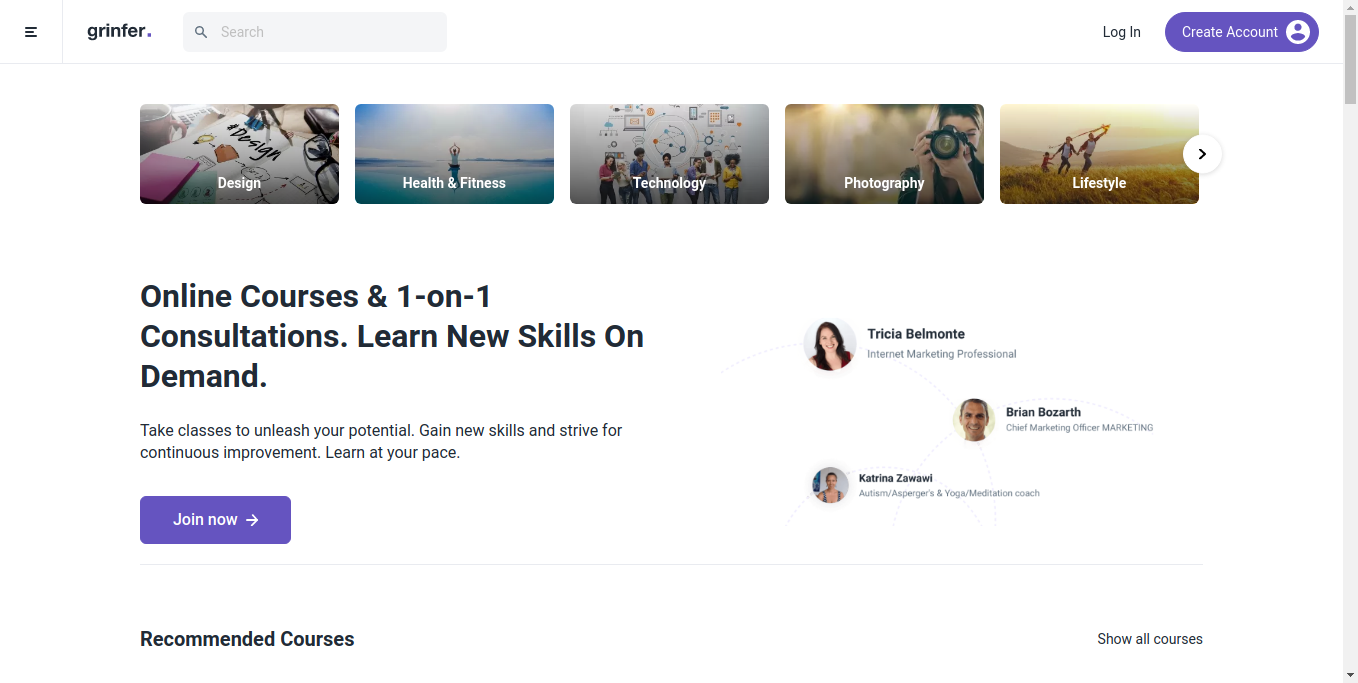 grinfer.
Search
Log In
Create Account
#Design
Design
Health & Fitness
Technology
Photography
Lifestyle
Online Courses & 1-on-1
Consultations. Learn New Skills On
Demand.
Take classes to unleash your potential. Gain new skills and strive for
continuous improvement. Learn at your pace.
Join now
Tricia Belmonte
Internet Marketing Professional
Brian Bozarth
Chief Marketing Officer MARKETING
Katrina Zawawi
Autism/Asperger's & Yoga/Meditation coach
Recommended Courses
Show all courses